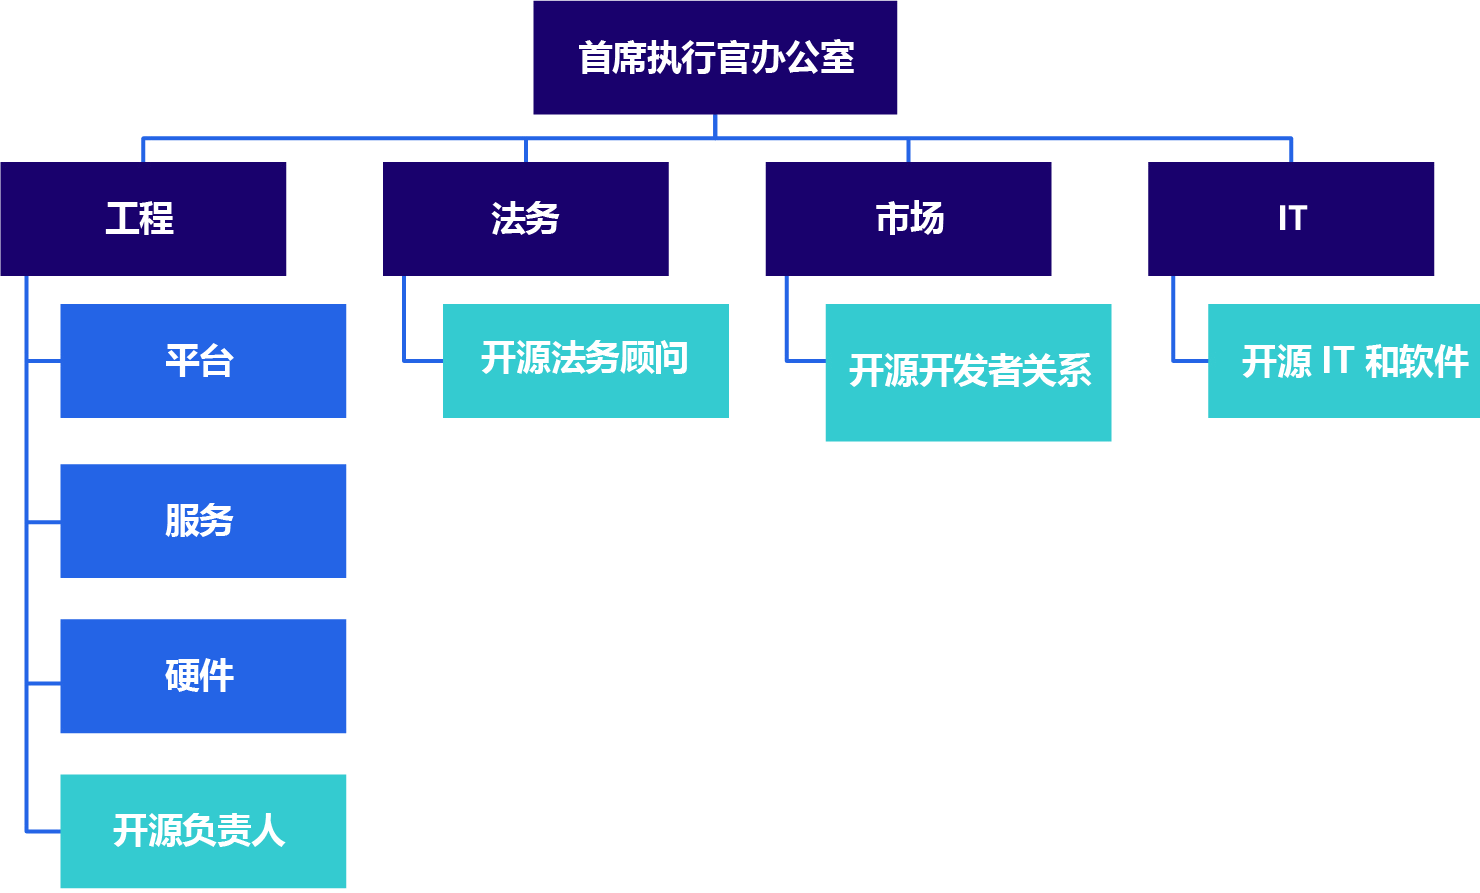 首席执行官办公室
工程
法务
市场
IT
平台
开源法务顾问
开源开发者关系
开源 IT 和软件
服务
硬件
开源负责人